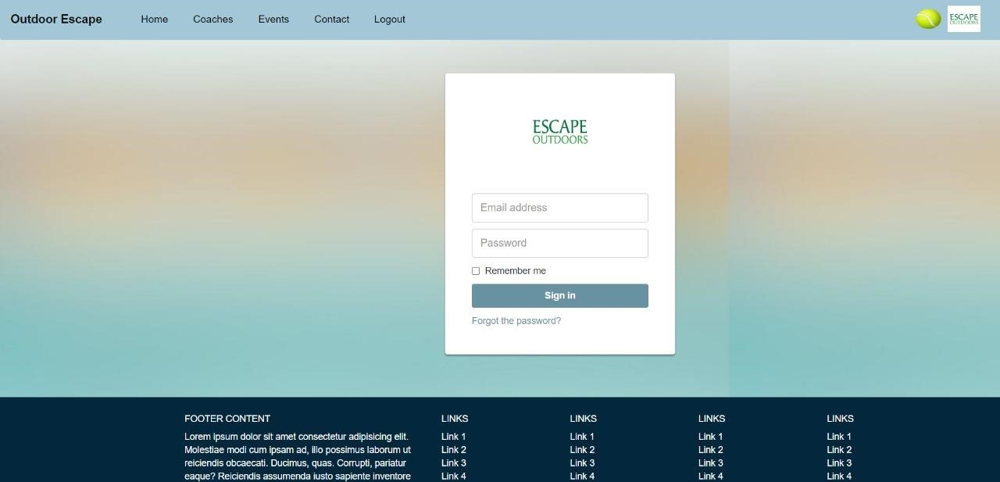 Outdoor Escape Home Coaches Events Contact Logout
ESCAPE
OUTDOORS
ESCAPE
OUTDOORS
Email address
Password
Remember me
Sign in
Forgot the password?
FOOTER CONTENT
Lorem ipsum dolor sit amet consectetur adipisicing elit.
Molestiae modi cum ipsam ad, illo possimus laborum ut
reiciendis obcaecati. Ducimus, quas. Corrupti, pariatur
eaque? Reiciendis assumenda iusto sapiente inventore
LINKS
Link 1
Link 2
Link 3
Link 4
LINKS
Link 1
Link 2
Link 3
Link 4
LINKS
Link 1
Link 2
Link 3
Link 4
LINKS
Link 1
Link 2
Link 3
Link 4